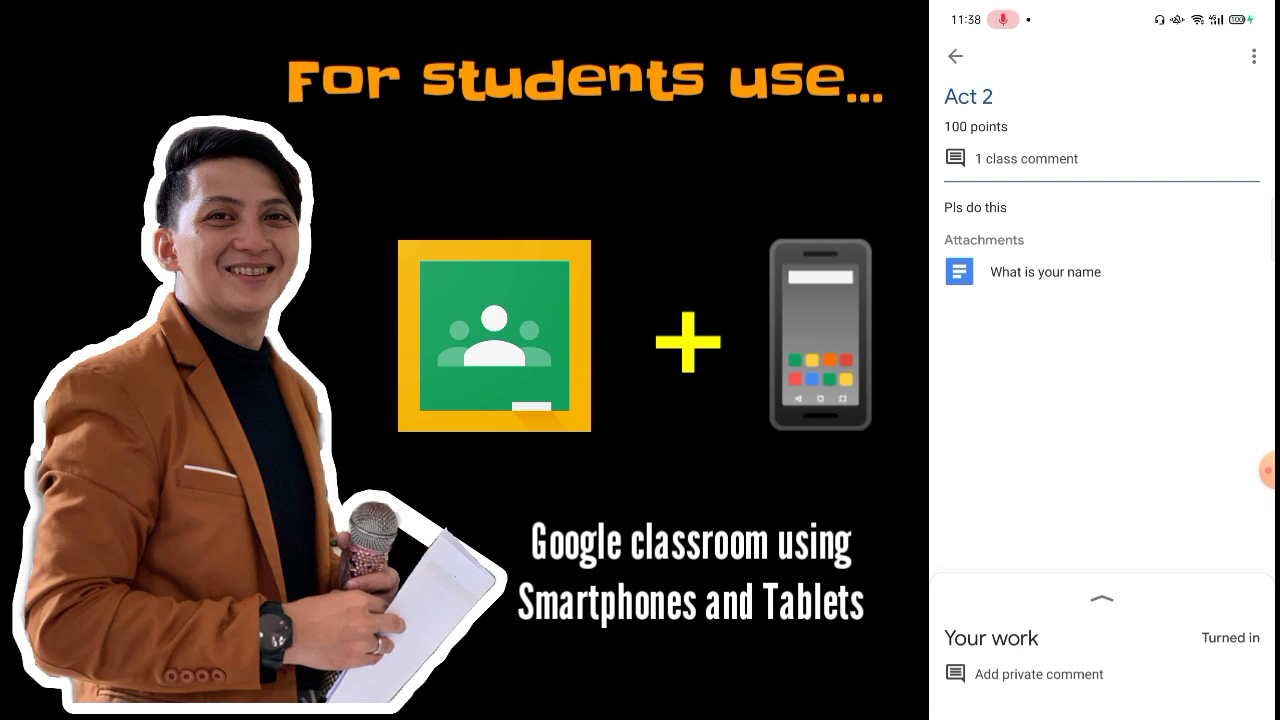 For students use...
Google classroom using
Smartphones and Tablets
11:38
100
Act 2
100 points
1 class comment
Pls do this
Attachments
What is your name
Your work
Turned in
Add private comment